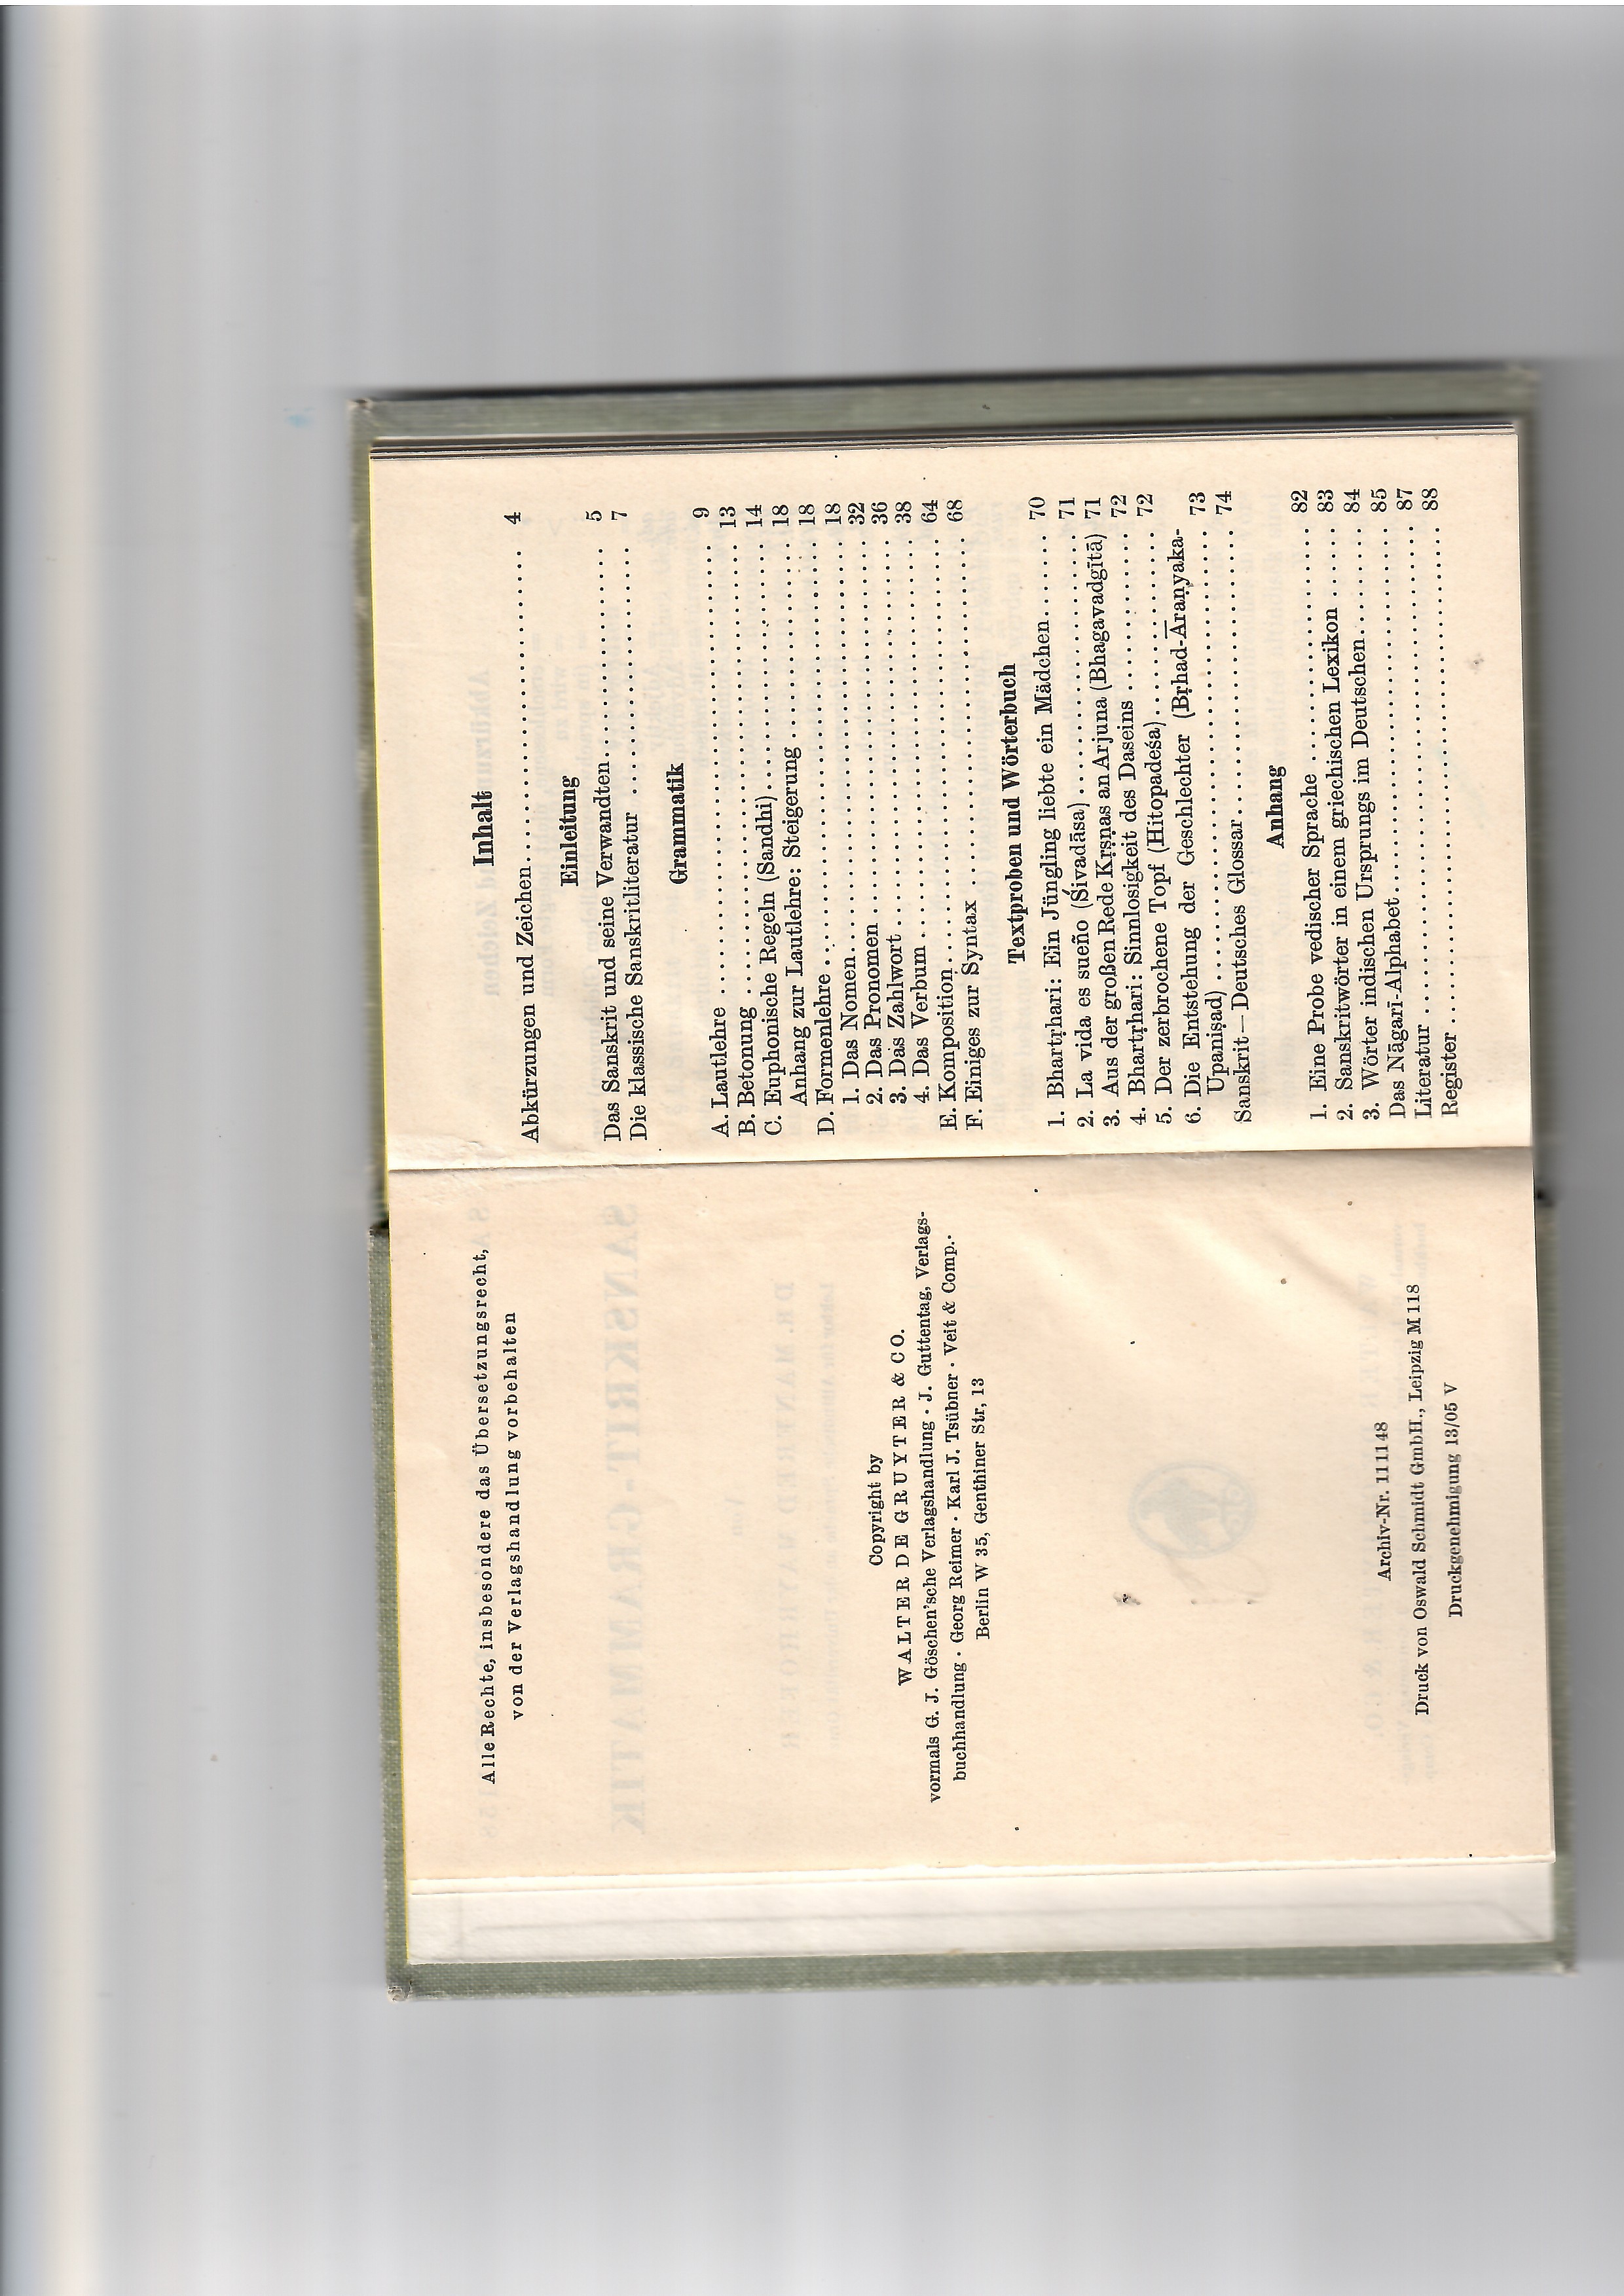 Alle Rechte, insbesondere das Übersetzungsrecht,
von der Verlagshandlung vorbehalten
Copyright by
WALTER DE GRUYTER & CO.
vormals G. J. Göschen'sche Verlagshandlung · J. Guttentag, Verlags-
buchhandlung · Georg Reimer · Karl J. Tsübner · Veit & Comp.·
Berlin W 35, Genthiner Str, 13
Archiv-Nr. 111148
Druck von Oswald Schmidt GmbH., Leipzig M 118
Druckgenehmigung 13/05 V
Inhalt
Abkürzungen und Zeichen........................ 4
Einleitung
Das Sanskrit und seine Verwandten................ 5
Die klassische Sanskritliteratur .................. 7
Grammatik
A. Lautlehre ................................ 9
B. Betonung ................................ 13
C. Euphonische Regeln (Sandhi)................ 14
Anhang zur Lautlehre: Steigerung .............. 18
D. Formenlehre ............................. 18
1. Das Nomen............................... 18
2. Das Pronomen ........................... 32
3. Das Zahlwort ............................ 36
4. Das Verbum ............................. 38
E. Komposition.............................. 64
F. Einiges zur Syntax ........................ 68
Textproben und Wörterbuch
1. Bhartṛhari: Ein Jüngling liebte ein Mädchen....... 70
2. La vida es sueño (Śivadāsa) .................. 71
3. Aus der großen Rede Kṛṣṇas an Arjuna (Bhagavadgītā) 71
4. Bhartṛhari: Sinnlosigkeit des Daseins ............ 72
5. Der zerbrochene Topf (Hitopadeśa)............. 72
6. Die Entstehung der Geschlechter (Bṛhad-Āraṇyaka-
Upaniṣad) ................................ 73
Sanskrit—Deutsches Glossar.................... 74
Anhang
1. Eine Probe vedischer Sprache ................ 82
2. Sanskritwörter in einem griechischen Lexikon ...... 83
3. Wörter indischen Ursprungs im Deutschen......... 84
Das Nāgarī-Alphabet........................... 85
Literatur ................................... 87
Register .................................... 88